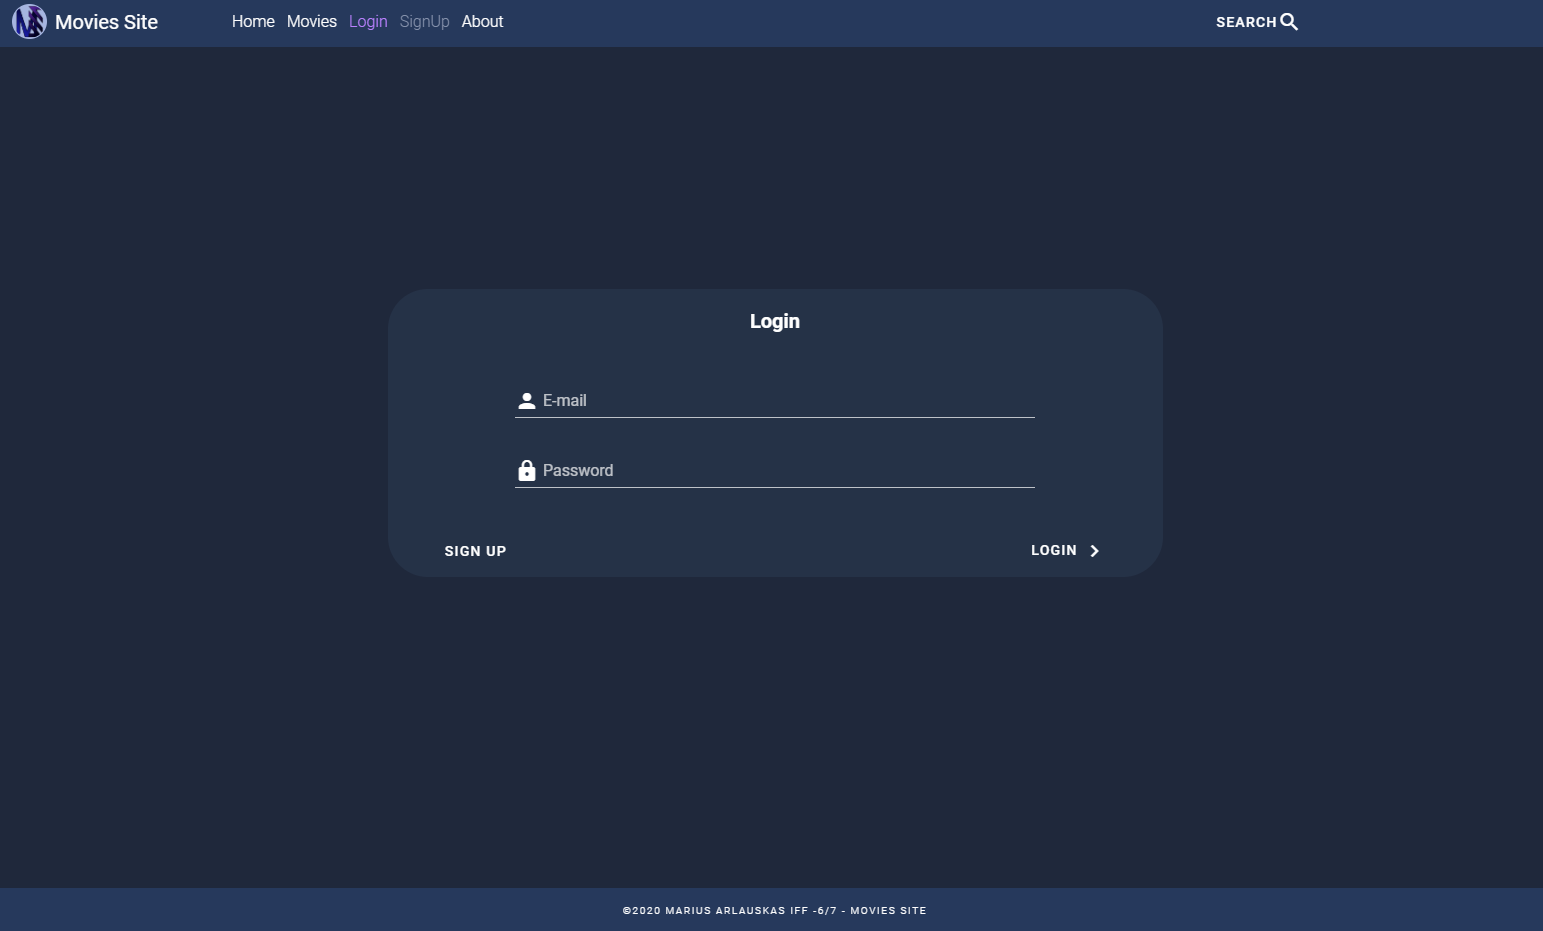 Movies Site Home Movies Login SignUp About SEARCH
Login
E-mail
Password
SIGN UP LOGIN
©2020 MARIUS ARLAUSKAS IFF -6/7 - MOVIES SITE